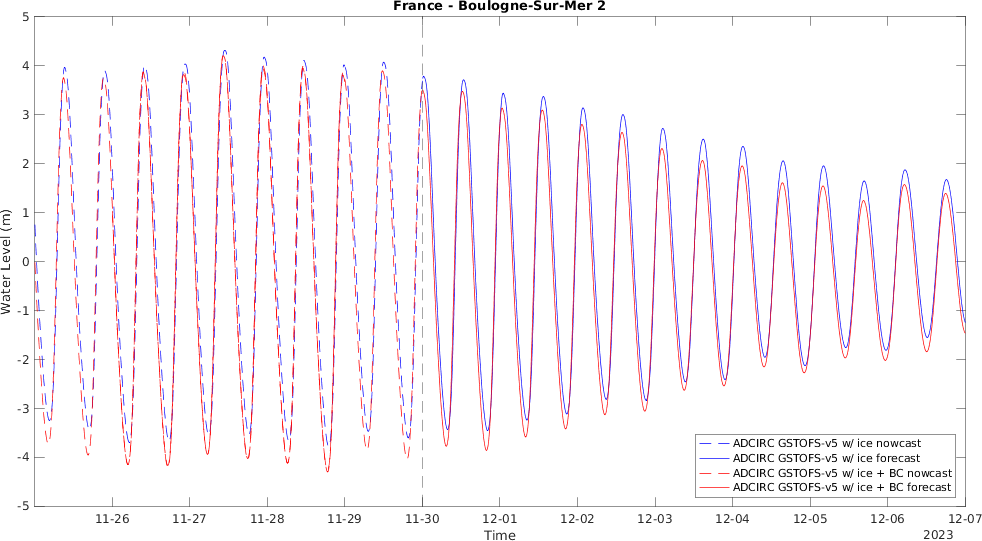 France - Boulogne-Sur-Mer 2
Water Level (m)
5
4
3
2
1
0
-1
-2
-3
-4
-5
ADCIRC GSTOFS-v5 w/ ice nowcast
ADCIRC GSTOFS-v5 w/ ice forecast
ADCIRC GSTOFS-v5 w/ ice + BC nowcast
ADCIRC GSTOFS-v5 w/ ice + BC forecast
11-26 11-27 11-28 11-29 11-30 12-01 12-02 12-03 12-04 12-05 12-06 12-07
Time
2023